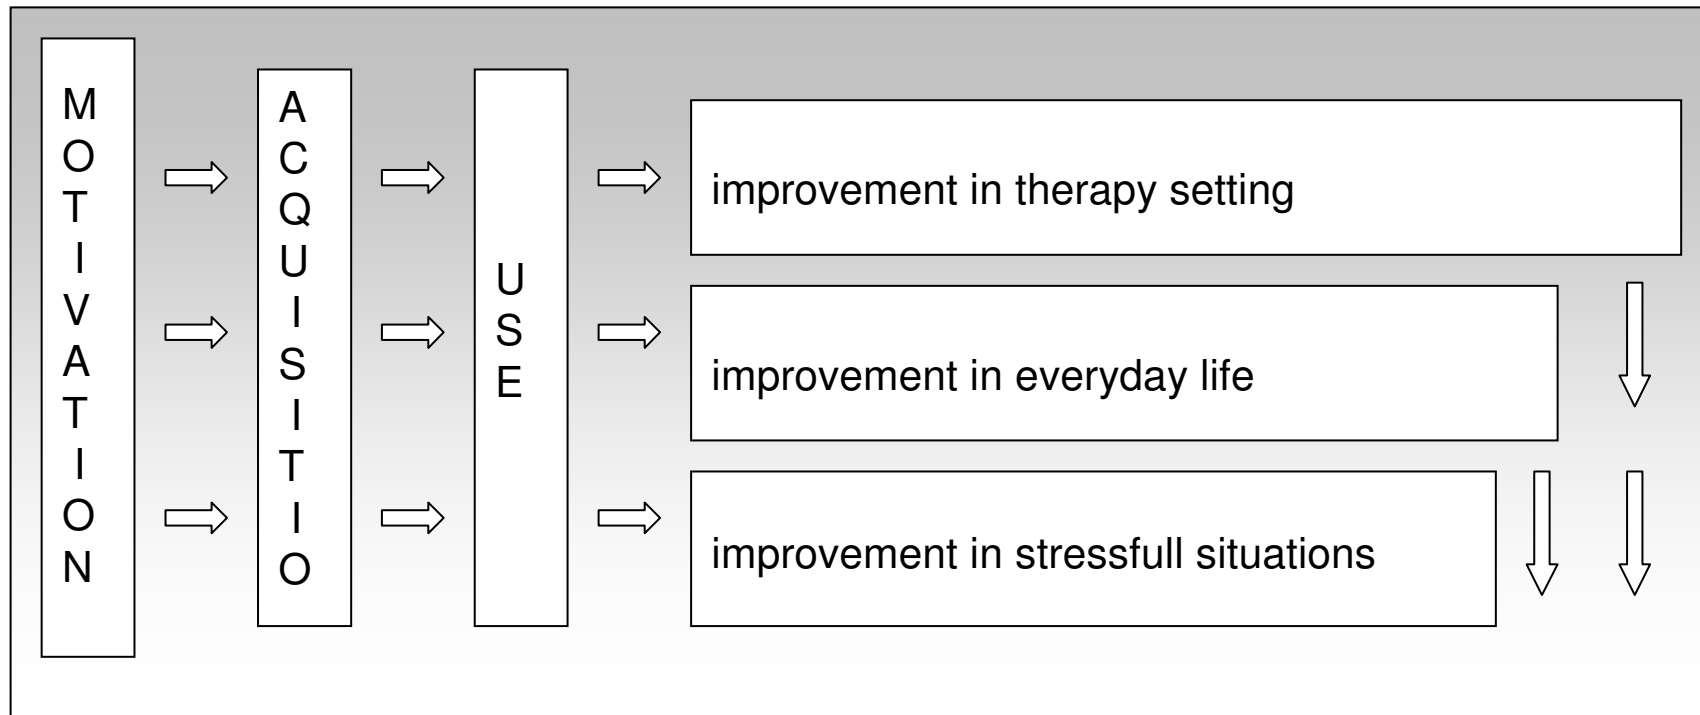 MOTIVATION
ACQUISITIO
USE
improvement in therapy setting
improvement in everyday life
improvement in stressfull situations